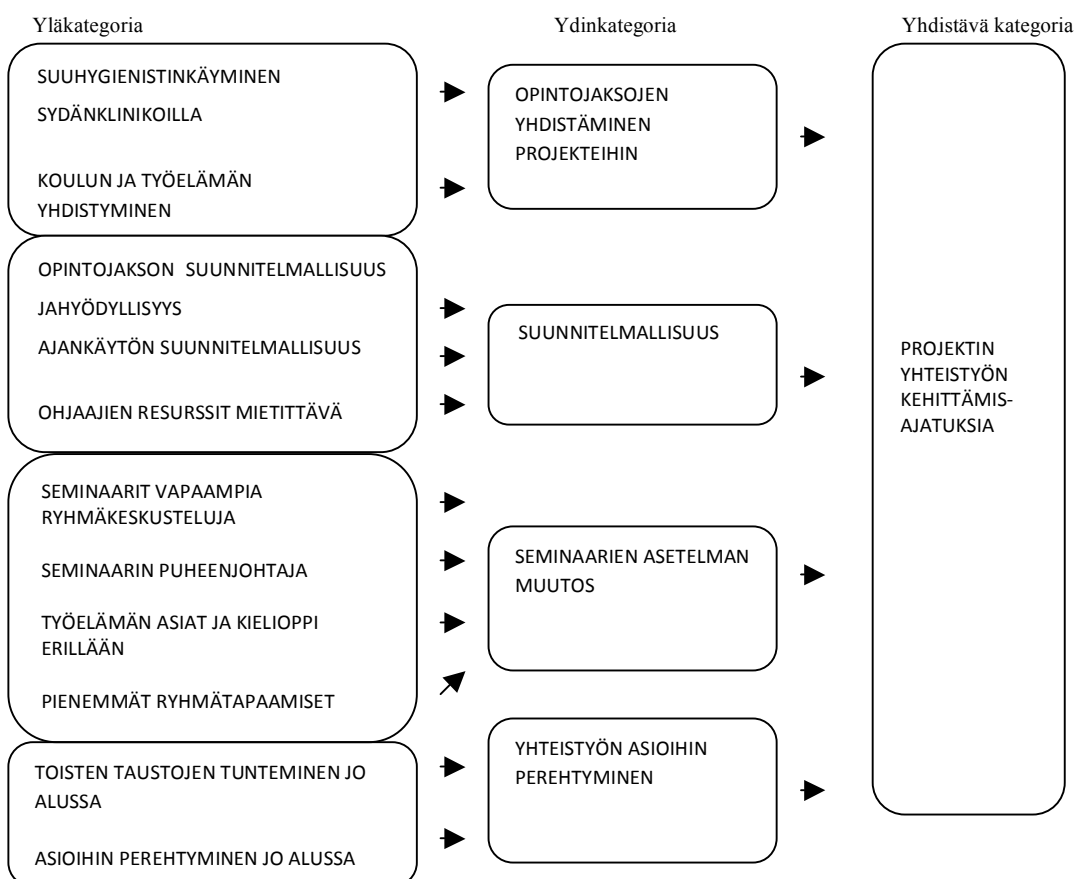 Yläkategoria
Ydinkategoria
Yhdistävä kategoria
SUUHYGIENISTINKÄYMINEN
SYDÄNKLINIKOILLA
KOULUN JA TYÖELÄMÄN
YHDISTYMINEN
OPINTOJAKSOJEN
YHDISTÄMINEN
PROJEKTEIHIN
OPINTOJAKSON SUUNNITELMALLISUUS
JAHYÖDYLLISYYS
AJANKÄYTÖN SUUNNITELMALLISUUS
OHJAAJIEN RESURSSIT MIETITTÄVÄ
SUUNNITELMALLISUUS
SEMINAARIT VAPAAMPIA
RYHMÄKESKUSTELUJA
SEMINAARIN PUHEENJOHTAJA
TYÖELÄMÄN ASIAT JA KIELIOPPI
ERILLÄÄN
PIENEMMÄT RYHMÄTAPAAMISET
SEMINAARIEN ASETELMAN
MUUTOS
TOISTEN TAUSTOJEN TUNTEMINEN JO
ALUSSA
ASIOIHIN PEREHTYMINEN JO ALUSSA
YHTEISTYÖN ASIOIHIN
PEREHTYMINEN
PROJEKTIN
YHTEISTYÖN
KEHITTÄMIS-
AJATUKSIA